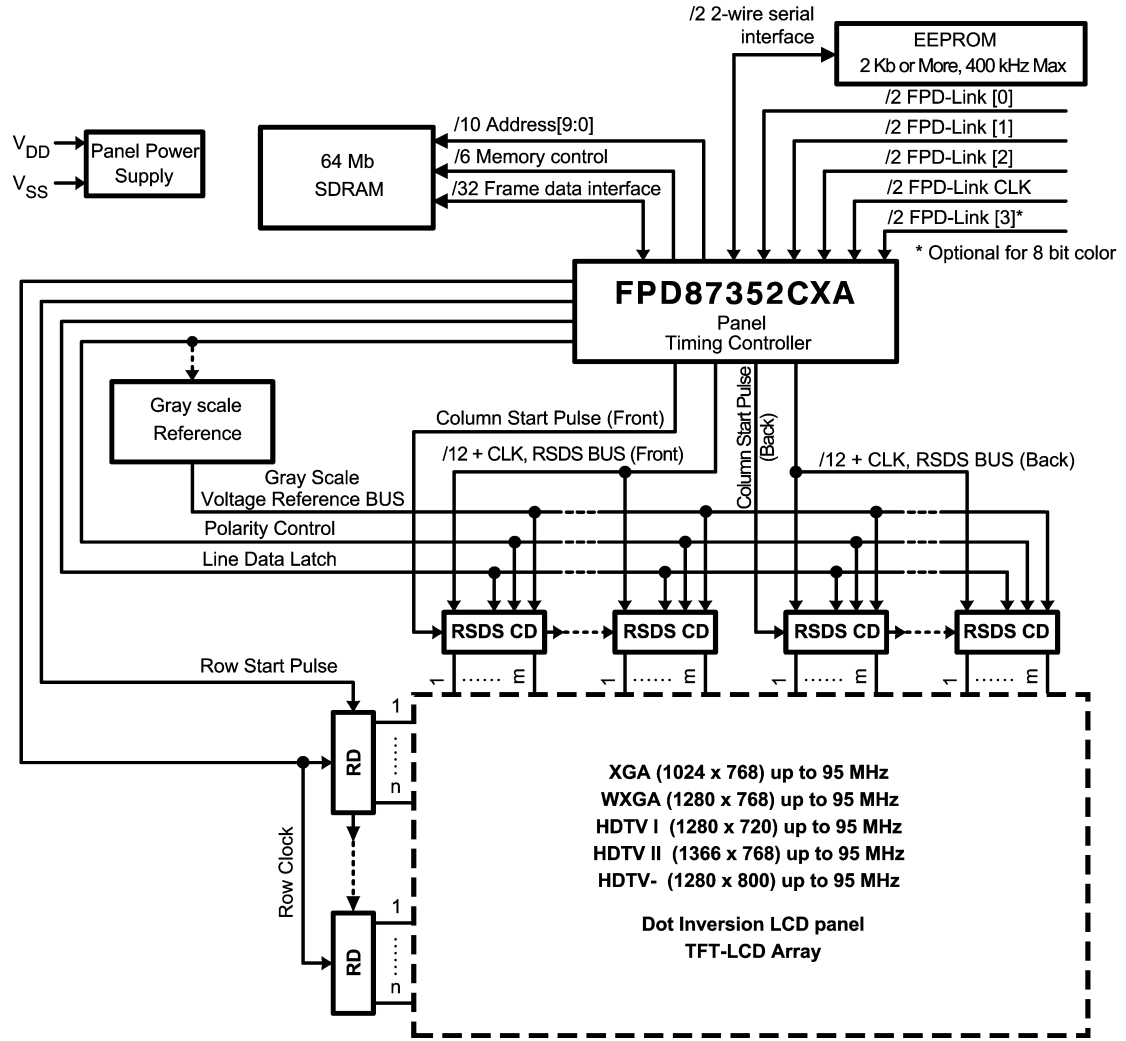 /2 2-wire serial
interface
EEPROM
2 Kb or More, 400 kHz Max
/2 FPD-Link [0]
/2 FPD-Link [1]
/2 FPD-Link [2]
/2 FPD-Link CLK
/2 FPD-Link [3]*
* Optional for 8 bit color
VDD
VSS
Panel Power
Supply
64 Mb
SDRAM
/10 Address[9:0]
/6 Memory control
/32 Frame data interface
FPD87352CXA
Panel
Timing Controller
Gray scale
Reference
Column Start Pulse (Front)
/12 + CLK, RSDS BUS (Front)
Column Start Pulse
(Back)
/12 + CLK, RSDS BUS (Back)
Gray Scale
Voltage Reference BUS
Polarity Control
Line Data Latch
RSDS CD
RSDS CD
RSDS CD
RSDS CD
1 ...... m
1 ...... m
1 ...... m
1 ...... m
Row Start Pulse
RD
1
n
Row Clock
RD
1
n
XGA (1024 x 768) up to 95 MHz
WXGA (1280 x 768) up to 95 MHz
HDTV I (1280 x 720) up to 95 MHz
HDTV II (1366 x 768) up to 95 MHz
HDTV- (1280 x 800) up to 95 MHz
Dot Inversion LCD panel
TFT-LCD Array